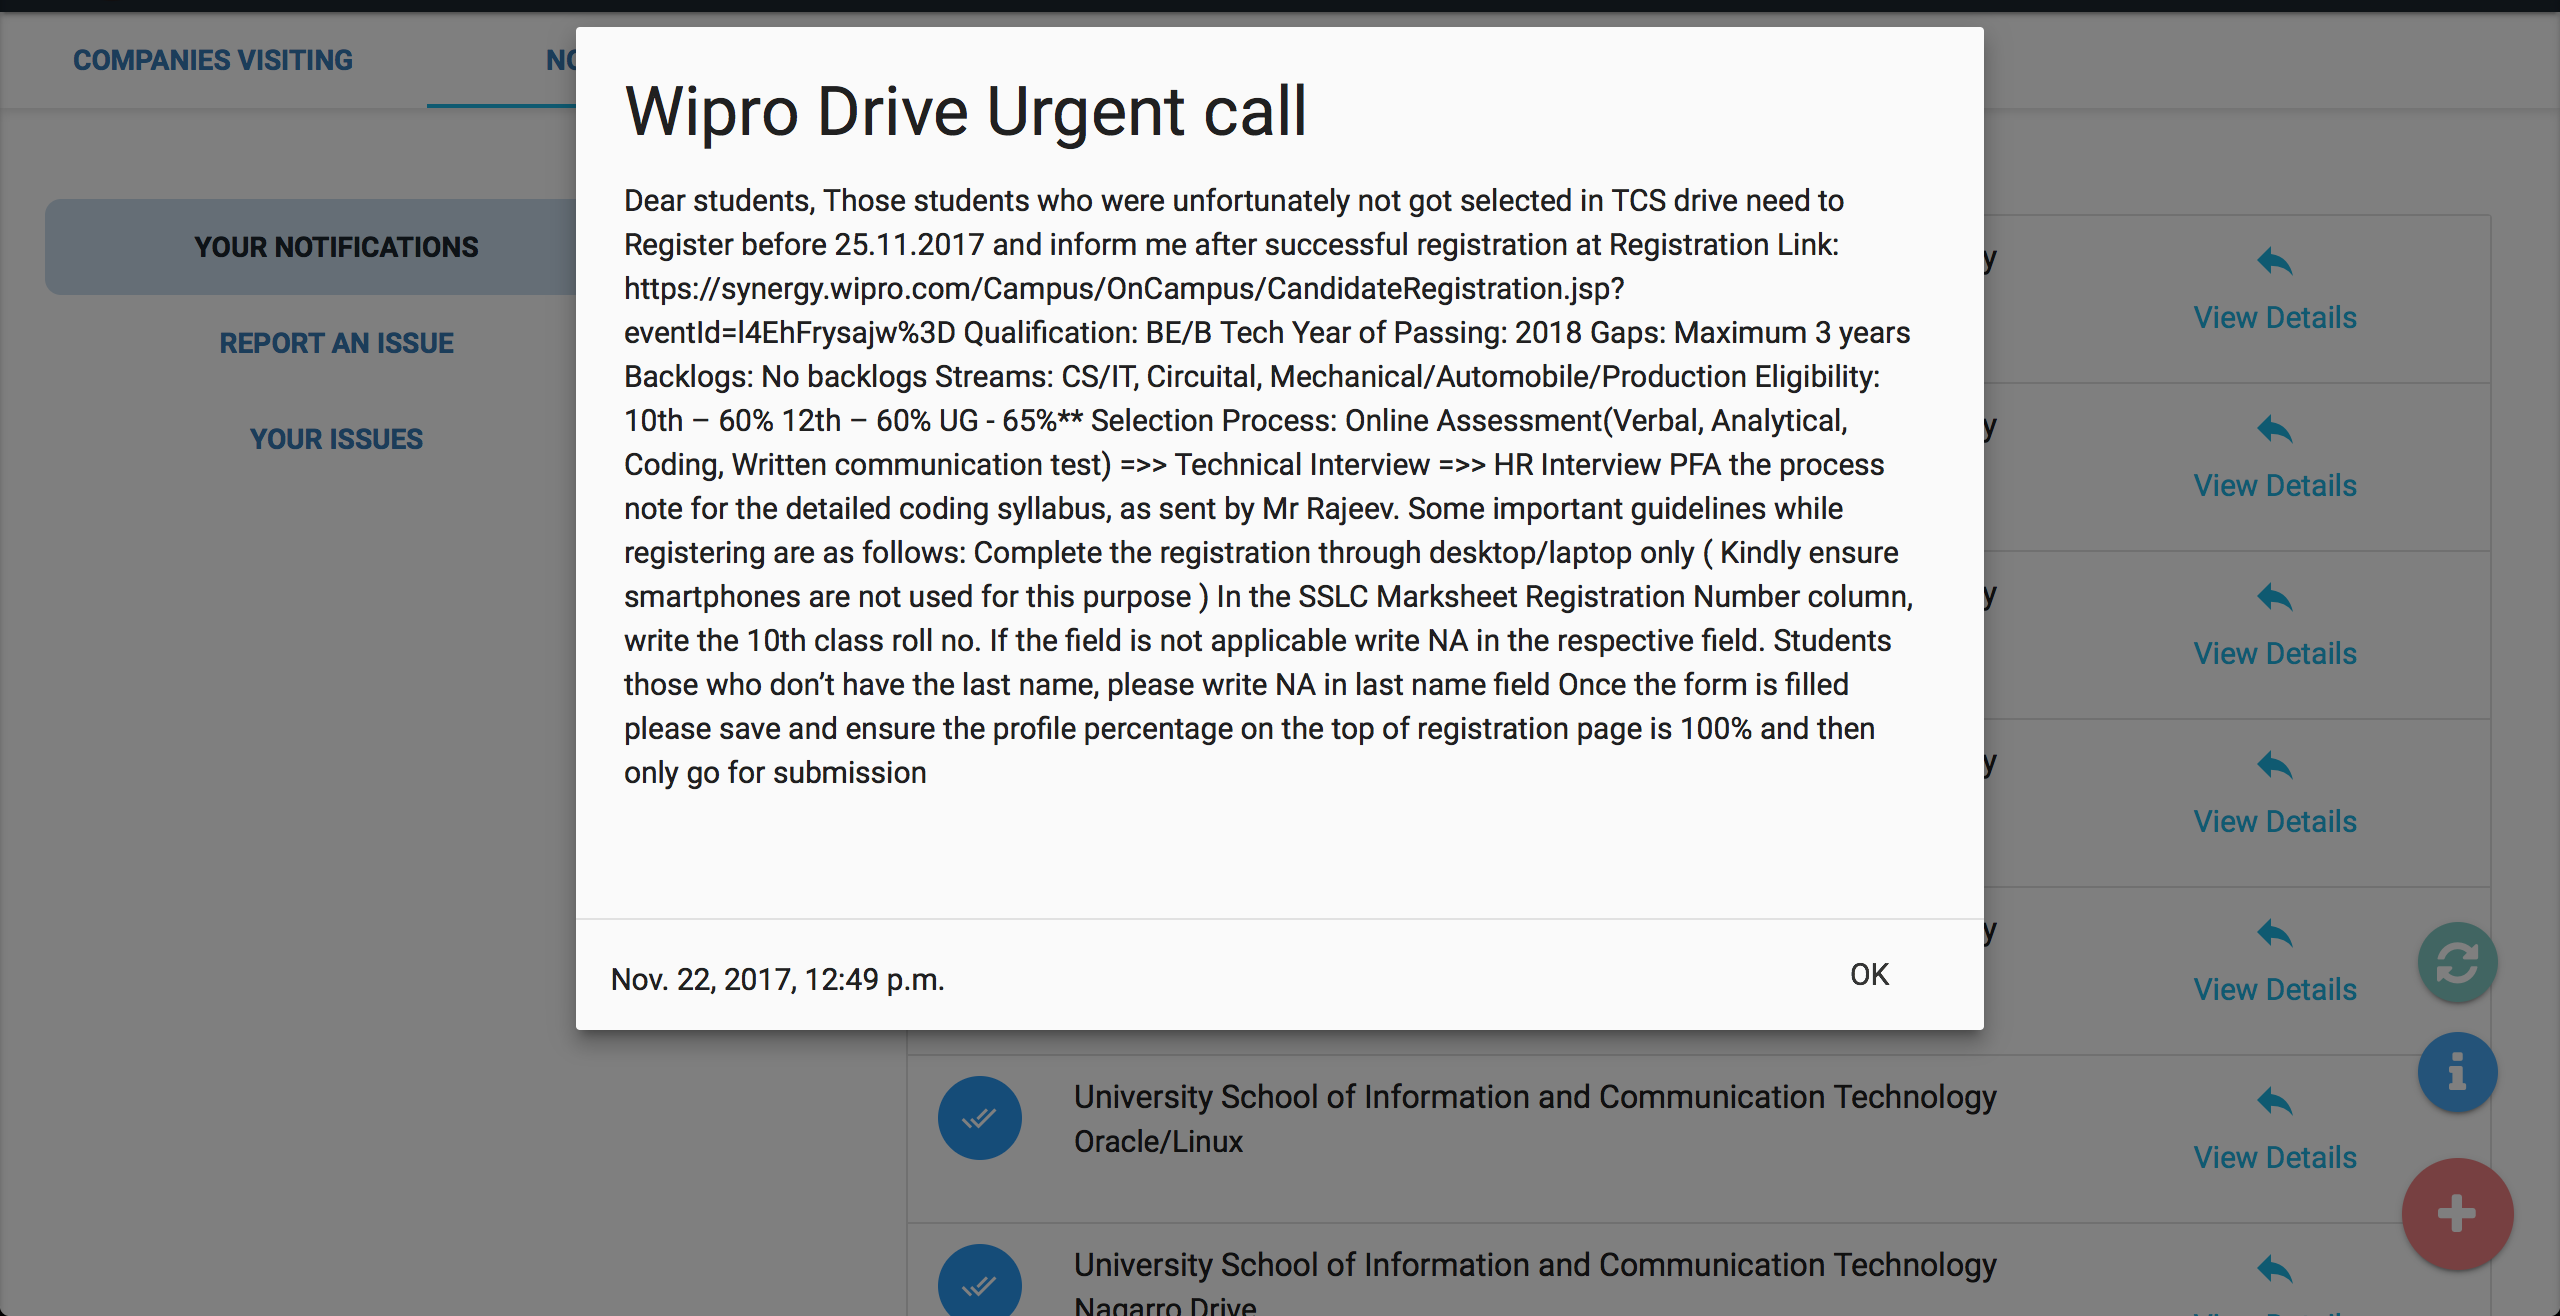 COMPANIES VISITING
NO
YOUR NOTIFICATIONS
REPORT AN ISSUE
YOUR ISSUES
Wipro Drive Urgent call
Dear students, Those students who were unfortunately not got selected in TCS drive need to
Register before 25.11.2017 and inform me after successful registration at Registration Link:
https://synergy.wipro.com/Campus/OnCampus/CandidateRegistration.jsp?
eventId=l4EhFrysajw%3D Qualification: BE/B Tech Year of Passing: 2018 Gaps: Maximum 3 years
Backlogs: No backlogs Streams: CS/IT, Circuital, Mechanical/Automobile/Production Eligibility:
10th – 60% 12th – 60% UG - 65%** Selection Process: Online Assessment(Verbal, Analytical,
Coding, Written communication test) =>> Technical Interview =>> HR Interview PFA the process
note for the detailed coding syllabus, as sent by Mr Rajeev. Some important guidelines while
registering are as follows: Complete the registration through desktop/laptop only ( Kindly ensure
smartphones are not used for this purpose ) In the SSLC Marksheet Registration Number column,
write the 10th class roll no. If the field is not applicable write NA in the respective field. Students
those who don’t have the last name, please write NA in last name field Once the form is filled
please save and ensure the profile percentage on the top of registration page is 100% and then
only go for submission
Nov. 22, 2017, 12:49 p.m.
OK
y
View Details
y
View Details
y
View Details
y
View Details
y
View Details
University School of Information and Communication Technology
Oracle/Linux
View Details
University School of Information and Communication Technology
Nagarro Drive